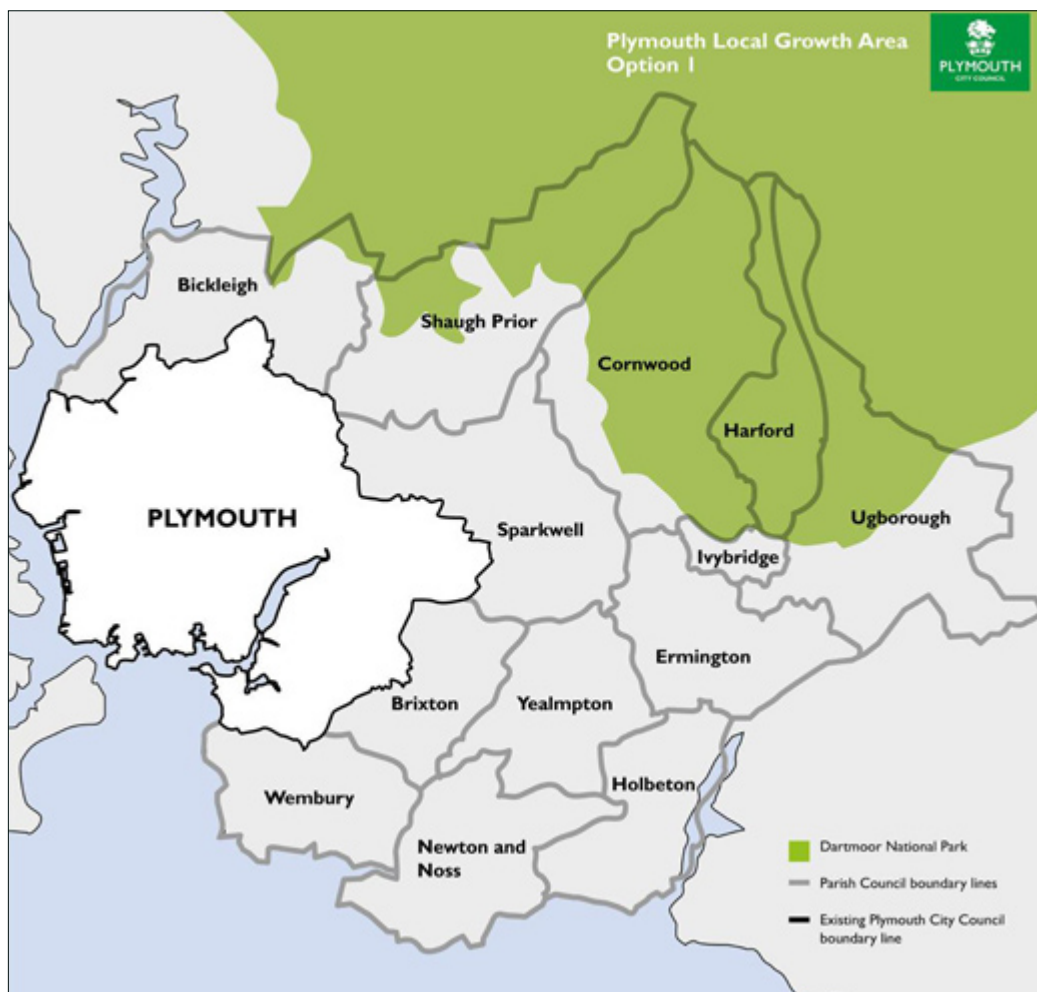 Plymouth Local Growth Area
Option 1
PLYMOUTH
CITY COUNCIL
Bickleigh
Shaugh Prior
Cornwood
Harford
PLYMOUTH
Sparkwell
Ugborough
Ivybridge
Ermington
Brixton
Yealmpton
Holbeton
Wembury
Newton and
Noss
Dartmoor National Park
Parish Council boundary lines
Existing Plymouth City Council
boundary line